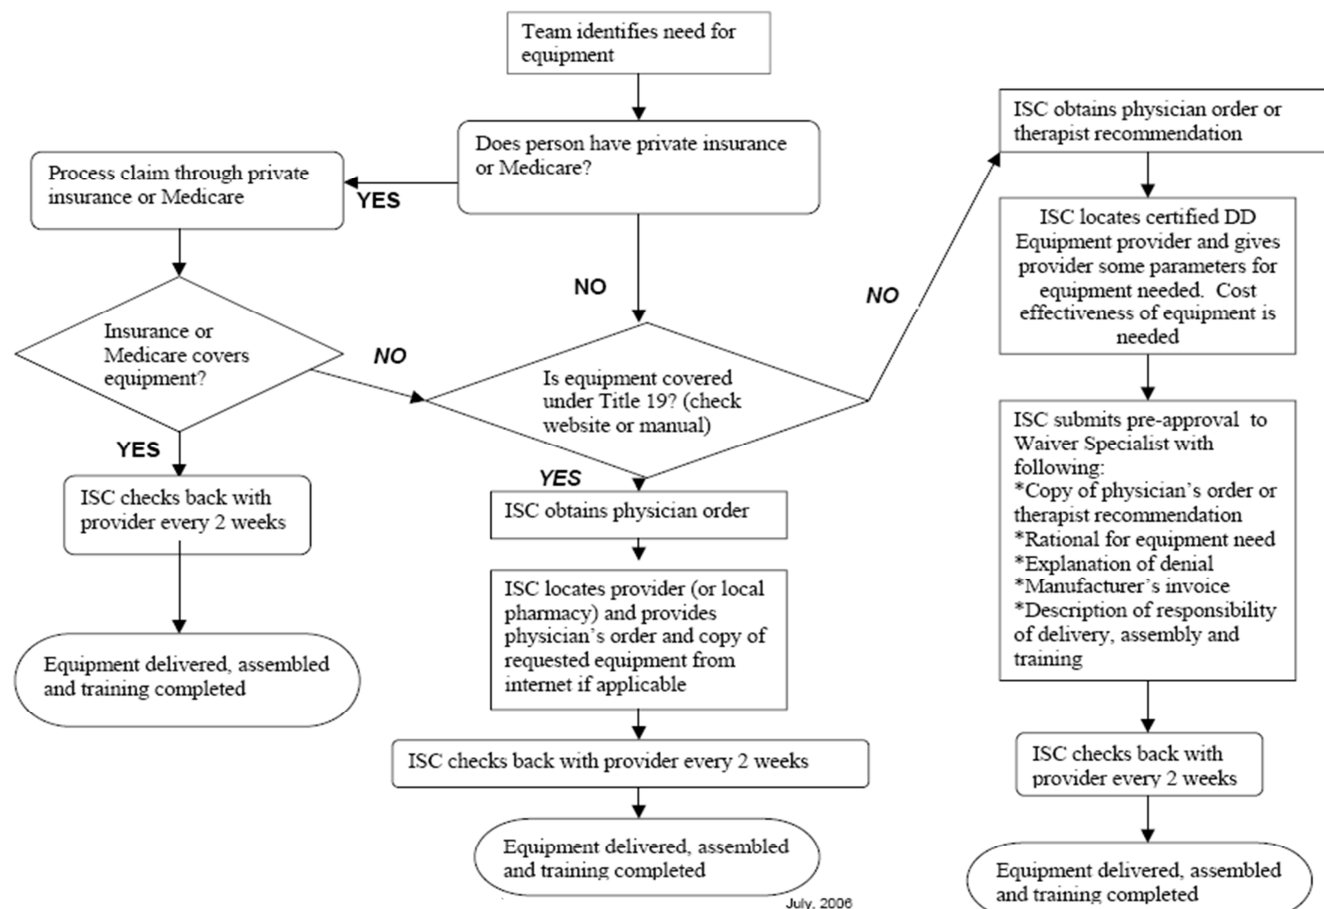 Team identifies need for
equipment
Does person have private insurance
or Medicare?
YES
Process claim through private
insurance or Medicare
Insurance or
Medicare covers
equipment?
NO
YES
ISC checks back with
provider every 2 weeks
Equipment delivered, assembled
and training completed
NO
Is equipment covered
under Title 19? (check
website or manual)
YES
ISC obtains physician order
ISC locates provider (or local
pharmacy) and provides
physician's order and copy of
requested equipment from
internet if applicable
ISC checks back with provider every 2 weeks
Equipment delivered, assembled
and training completed
NO
ISC obtains physician order or
therapist recommendation
ISC locates certified DD
Equipment provider and gives
provider some parameters for
equipment needed. Cost
effectiveness of equipment is
needed
ISC submits pre-approval to
Waiver Specialist with
following:
*Copy of physician's order or
therapist recommendation
*Rational for equipment need
*Explanation of denial
*Manufacturer's invoice
*Description of responsibility
of delivery, assembly and
training
ISC checks back with
provider every 2 weeks
Equipment delivered, assembled
and training completed
July, 2006